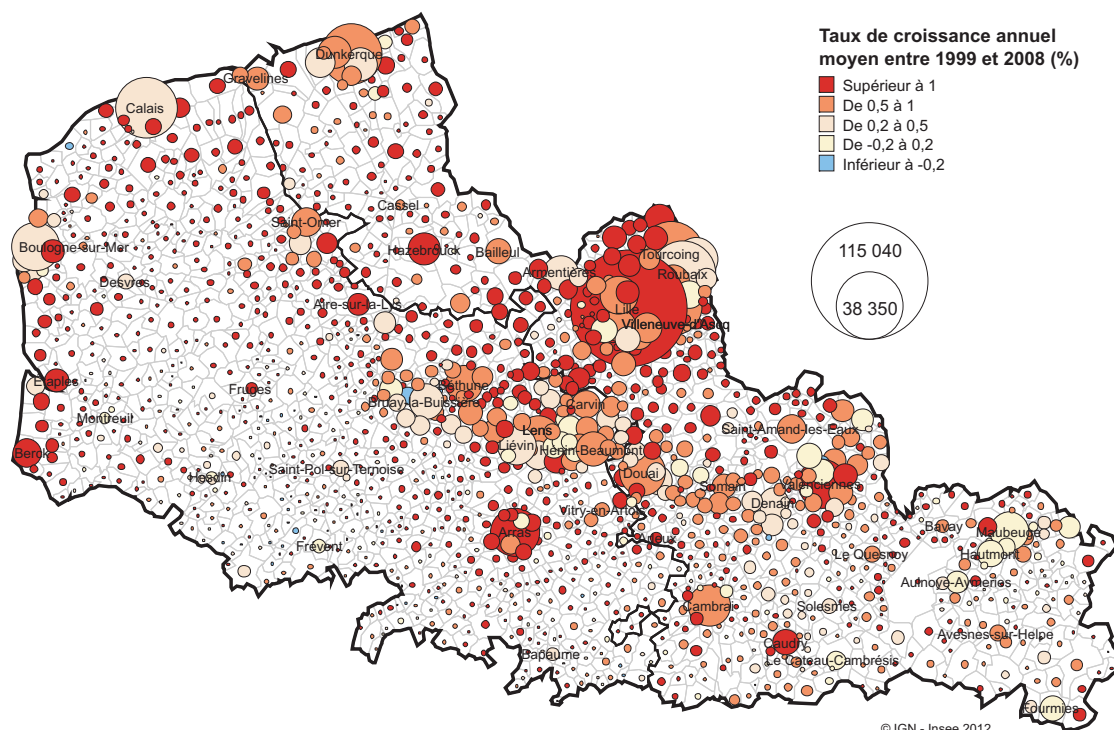 Taux de croissance annuel
moyen entre 1999 et 2008 (%)
Supérieur à 1
De 0,5 à 1
De 0,2 à 0,5
De -0,2 à 0,2
Inférieur à -0,2
115 040
38 350
Dunkerque
Gravelines
Calais
Cassel
Saint-Omer
Hazebrouck
Bailleul
Boulogne-sur-Mer
Desvres
Armentières
Tourcoing
Roubaix
Lille
Villeneuve-d'Ascq
Aire-sur-la-Lys
Etaples
Fruges
Béthune
Bruay-la-Buissière
Montreuil
Carvin
Lens
Liévin
Hénin-Beaumont
Saint-Amand-les-Eaux
Berck
Hesdin
Saint-Pol-sur-Ternoise
Douai
Somain
Valenciennes
Denain
Vitry-en-Artois
Arras
Arleux
Frévent
Bavay
Maubeuge
Le Quesnoy
Hautmont
Aulnoye-Aymeries
Cambrai
Solesmes
Avesnes-sur-Helpe
Caudry
Le Cateau-Cambrésis
Bapaume
Fourmies
© IGN - Insee 2012